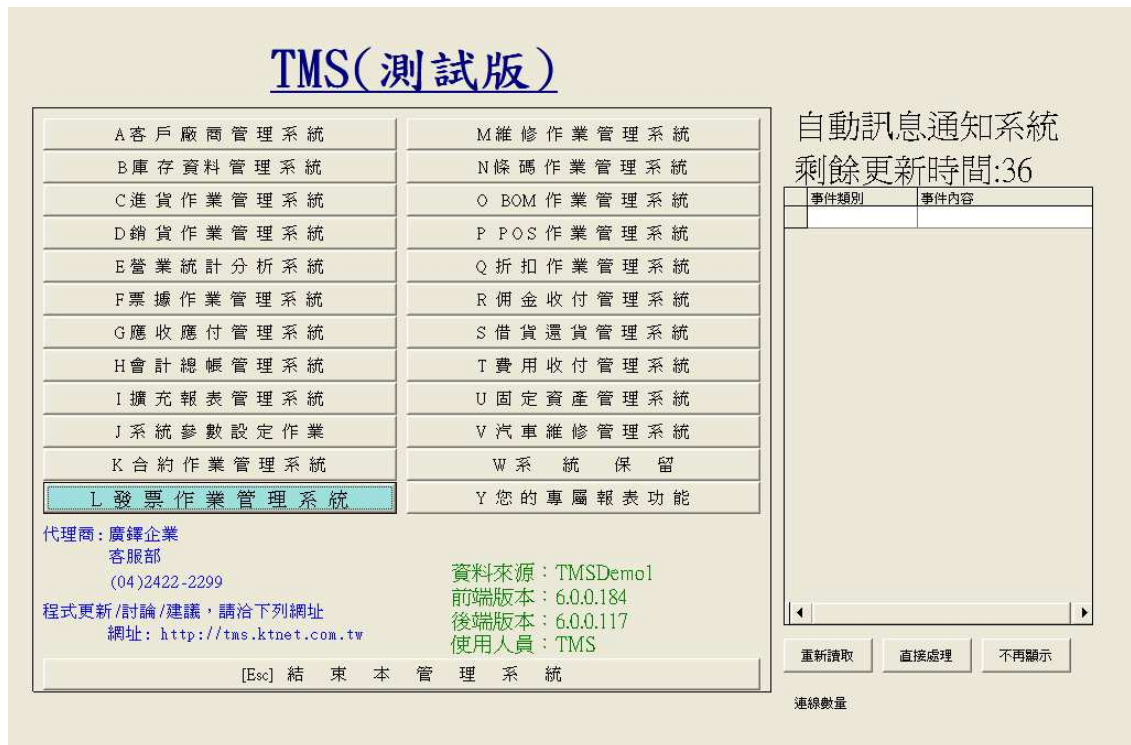 TMS(測試版)
A客戶廠商管理系統
B庫存資料管理系統
C進貨作業管理系統
D銷貨作業管理系統
E營業統計分析系統
F票據作業管理系統
G應收應付管理系統
H會計總帳管理系統
I擴充報表管理系統
J系統參數設定作業
K合約作業管理系統
L發票作業管理系統
M維修作業管理系統
N條碼作業管理系統
O BOM作業管理系統
P POS作業管理系統
Q折扣作業管理系統
R佣金收付管理系統
S借貨還貨管理系統
T費用收付管理系統
U固定資產管理系統
V汽車維修管理系統
W系統保留
Y您的專屬報表功能
代理商:廣鐸企業
客服部
(04)2422-2299
程式更新/討論/建議，請洽下列網址
網址: http://tms.ktnet.com.tw
資料來源：TMSDemo1
前端版本：6.0.0.184
後端版本：6.0.0.117
使用人員：TMS
[Esc] 結束本管理系統
自動訊息通知系統
剩餘更新時間:36
事件類別 事件內容
重新讀取 直接處理 不再顯示
連線數量